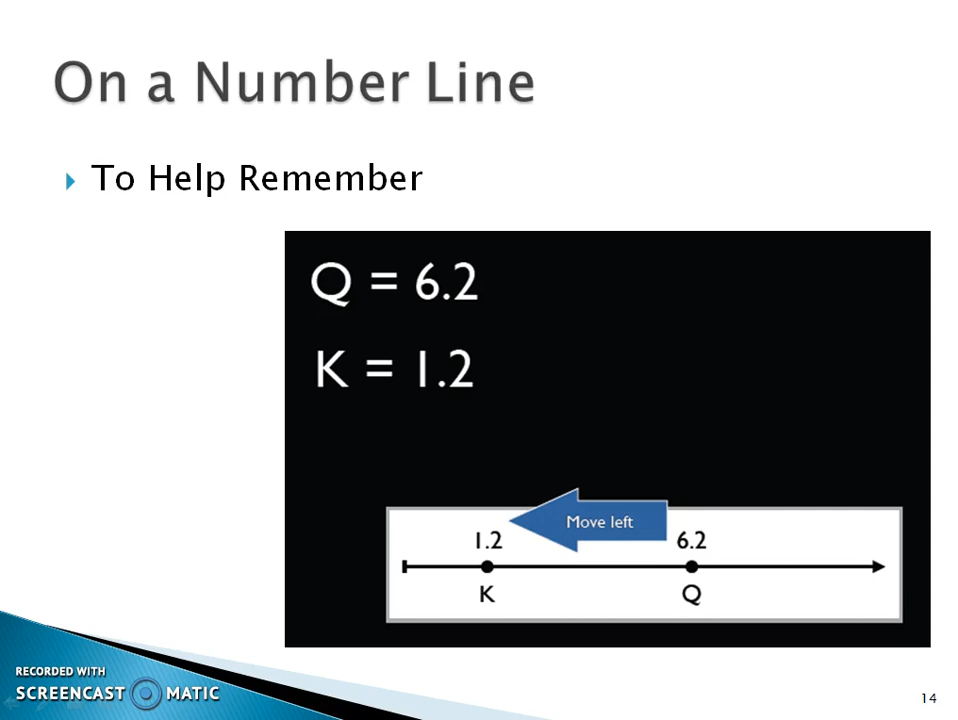 On a Number Line
To Help Remember
Q = 6.2
K = 1.2
Move left
1.2 6.2
K Q
RECORDED WITH
SCREENCAST MATIC
14